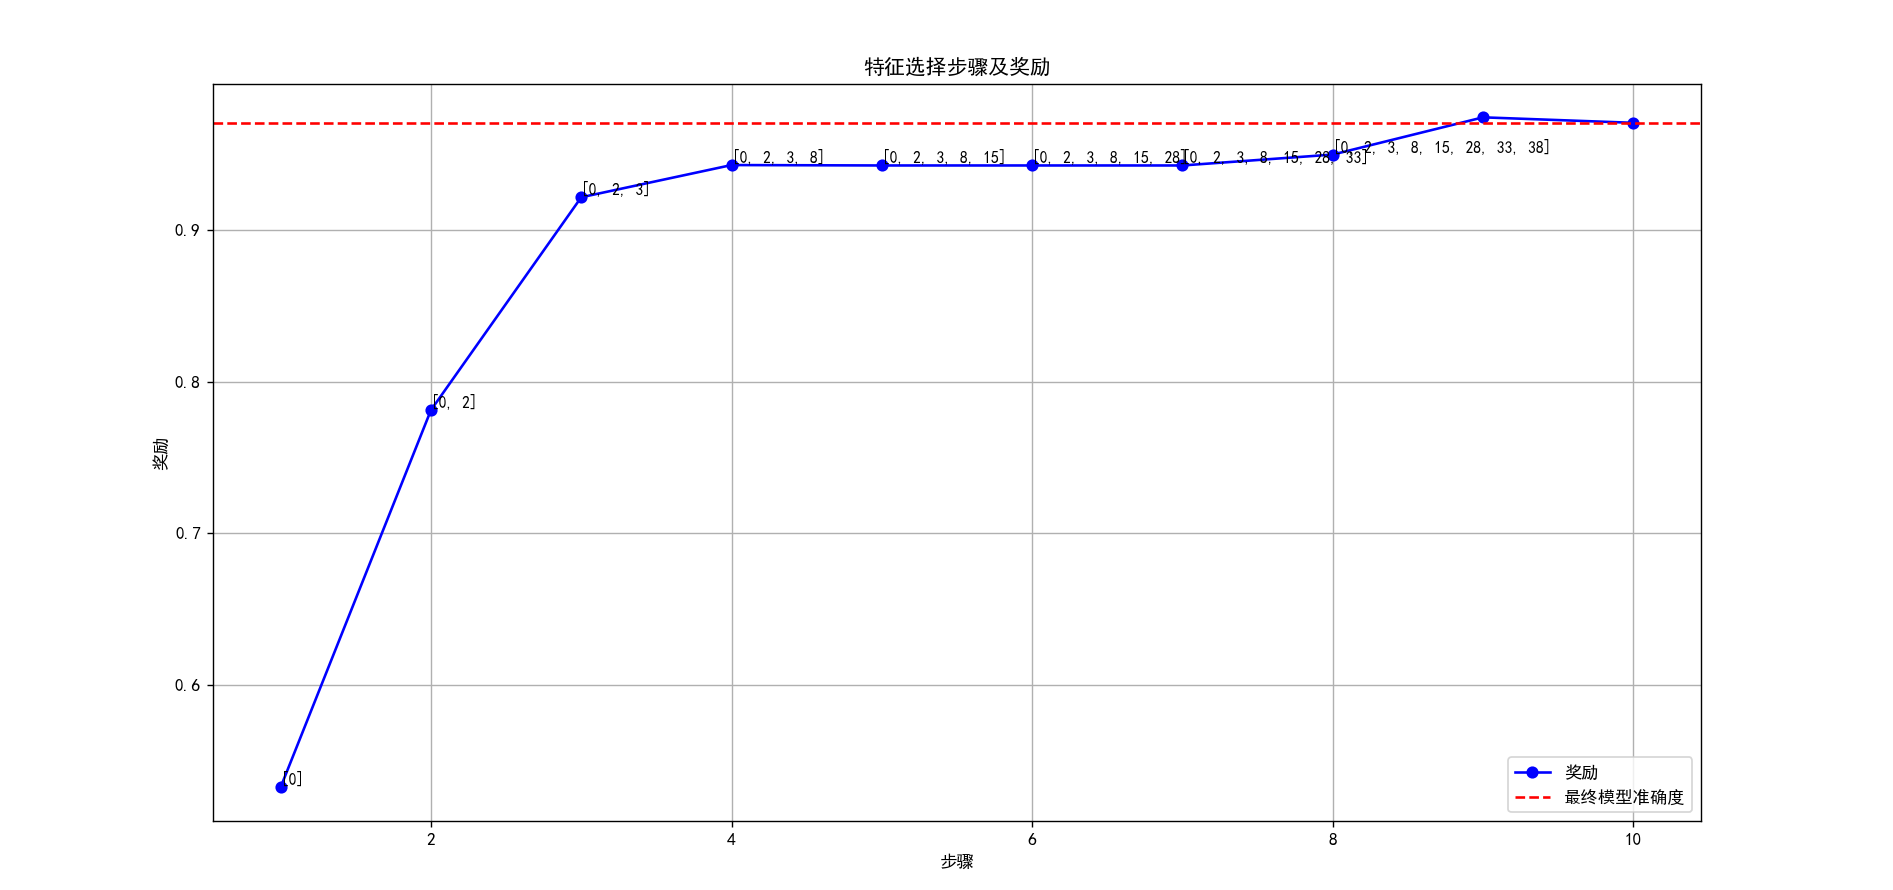 特征选择步骤及奖励
[0, 2, 3, 8]
[0, 2, 3, 8, 15]
[0, 2, 3, 8, 15, 28]
[0, 2, 3, 8, 15, 28, 33]
[0, 2, 3, 8, 15, 28, 33, 38]
[0, 2, 3]
0.9
0.8
[0, 2]
奖励
0.7
0.6
[0]
奖励
最终模型准确度
2
4
6
8
10
步骤